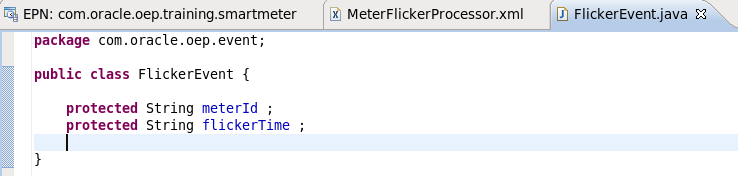 EPN: com.oracle.oep.training.smartmeter MeterFlickerProcessor.xml FlickerEvent.java
package com.oracle.oep.event;
public class FlickerEvent {
protected String meterId ;
protected String flickerTime ;
}